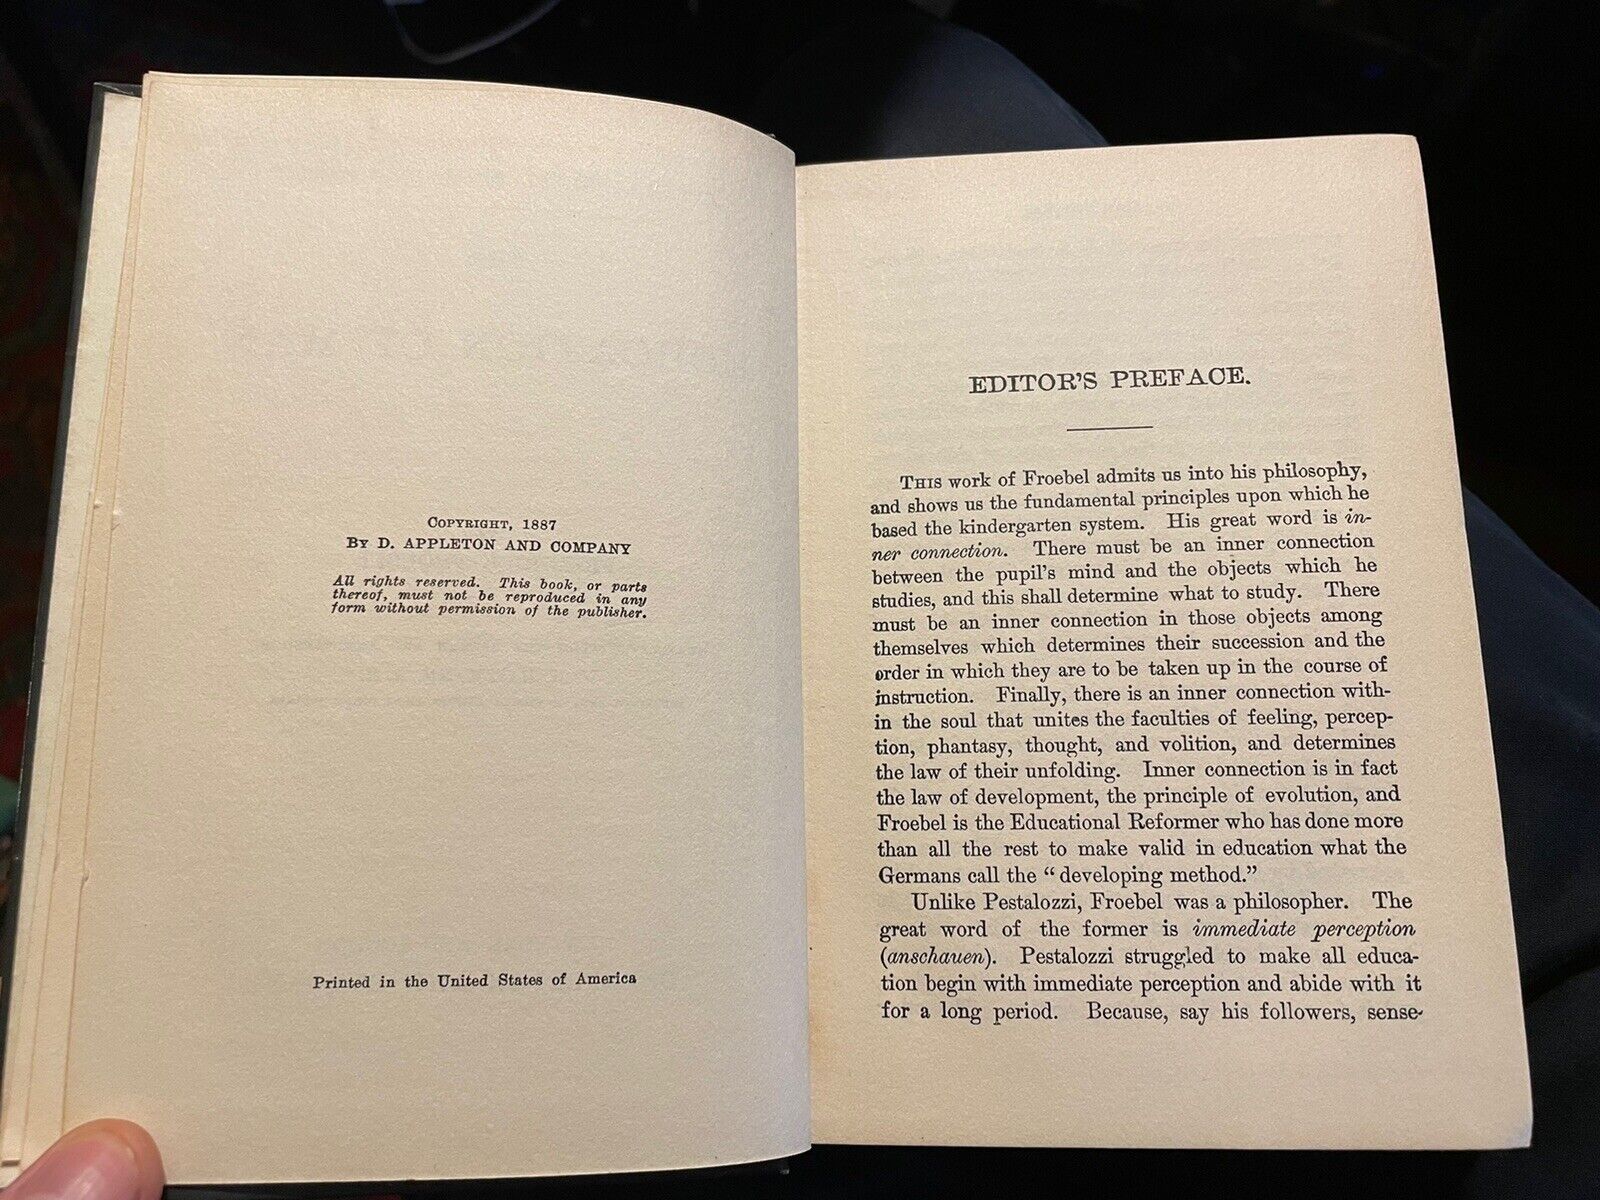 COPYRIGHT, 1887
BY D. APPLETON AND COMPANY
All rights reserved. This book, or parts
thereof, must not be reproduced in any
form without permission of the publisher.
Printed in the United States of America
EDITOR'S PREFACE.
THIS work of Froebel admits us into his philosophy,
and shows us the fundamental principles upon which he
based the kindergarten system. His great word is in-
ner connection. There must be an inner connection
between the pupil's mind and the objects which he
studies, and this shall determine what to study. There
must be an inner connection in those objects among
themselves which determines their succession and the
order in which they are to be taken up in the course of
instruction. Finally, there is an inner connection with-
in the soul that unites the faculties of feeling, percep-
tion, phantasy, thought, and volition, and determines
the law of their unfolding. Inner connection is in fact
the law of development, the principle of evolution, and
Froebel is the Educational Reformer who has done more
than all the rest to make valid in education what the
Germans call the “ developing method.”
Unlike Pestalozzi, Froebel was a philosopher. The
great word of the former is immediate perception
(anschauen). Pestalozzi struggled to make all educa-
tion begin with immediate perception and abide with it
for a long period. Because, say his followers, sense-